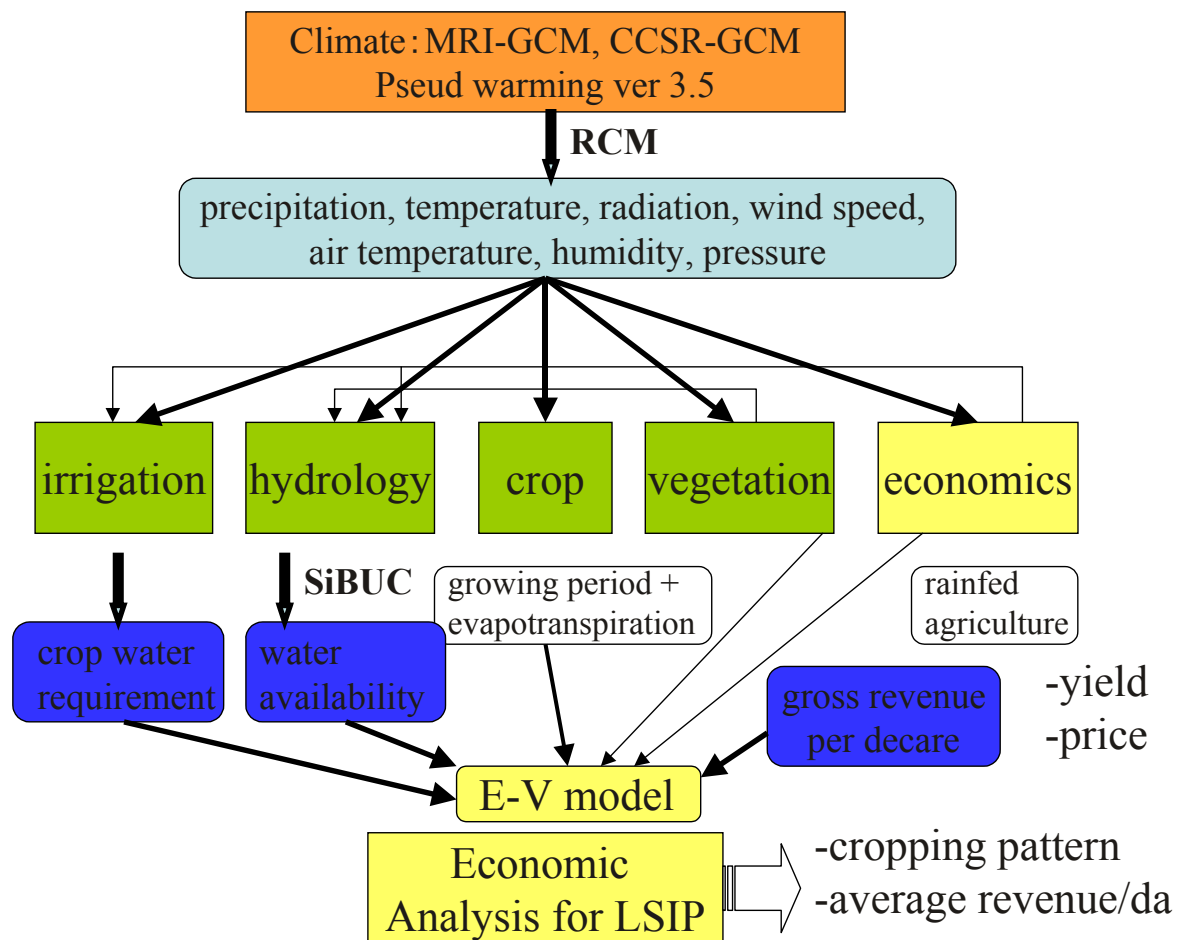 Climate：MRI-GCM, CCSR-GCM
Pseud warming ver 3.5
RCM
precipitation, temperature, radiation, wind speed,
air temperature, humidity, pressure
irrigation
hydrology
crop
vegetation
economics
SiBUC
growing period +
evapotranspiration
rainfed
agriculture
crop water
requirement
water
availability
gross revenue
per decare
-yield
-price
E-V model
Economic
Analysis for LSIP
-cropping pattern
-average revenue/da